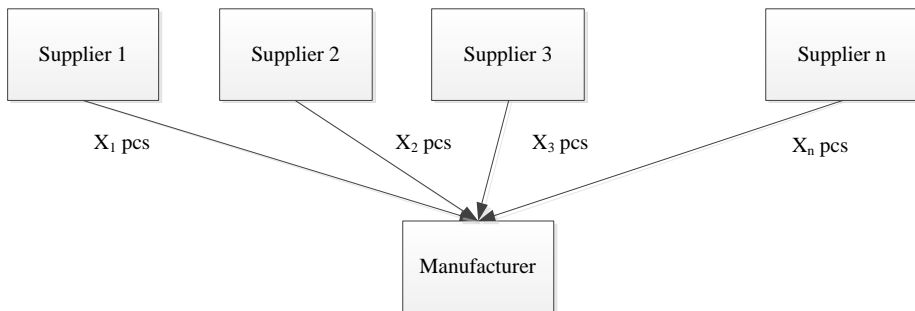 Supplier 1
Supplier 2
Supplier 3
Supplier n
X₁ pcs
X₂ pcs
X₃ pcs
Xₙ pcs
Manufacturer